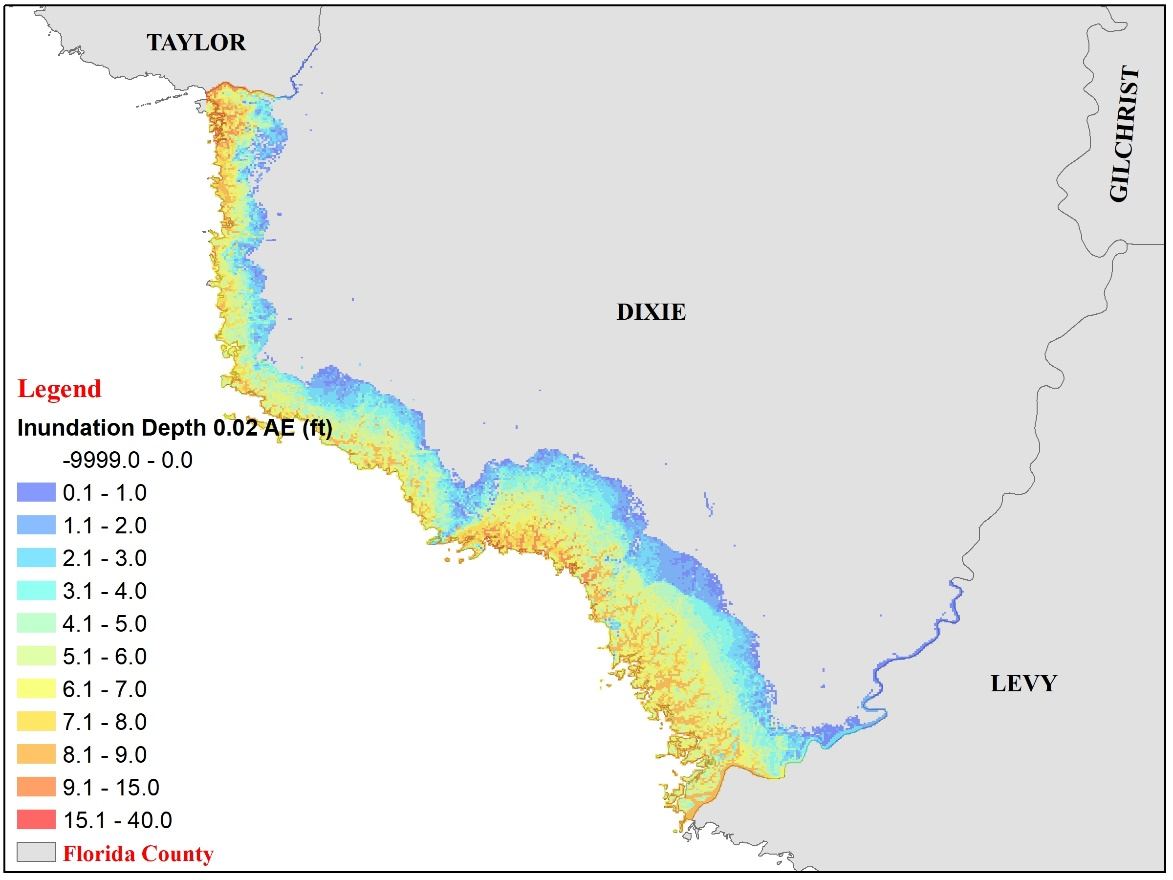 TAYLOR
GILCHRIST
DIXIE
LEVY
Legend
Inundation Depth 0.02 AE (ft)
-9999.0 - 0.0
0.1 - 1.0
1.1 - 2.0
2.1 - 3.0
3.1 - 4.0
4.1 - 5.0
5.1 - 6.0
6.1 - 7.0
7.1 - 8.0
8.1 - 9.0
9.1 - 15.0
15.1 - 40.0
Florida County